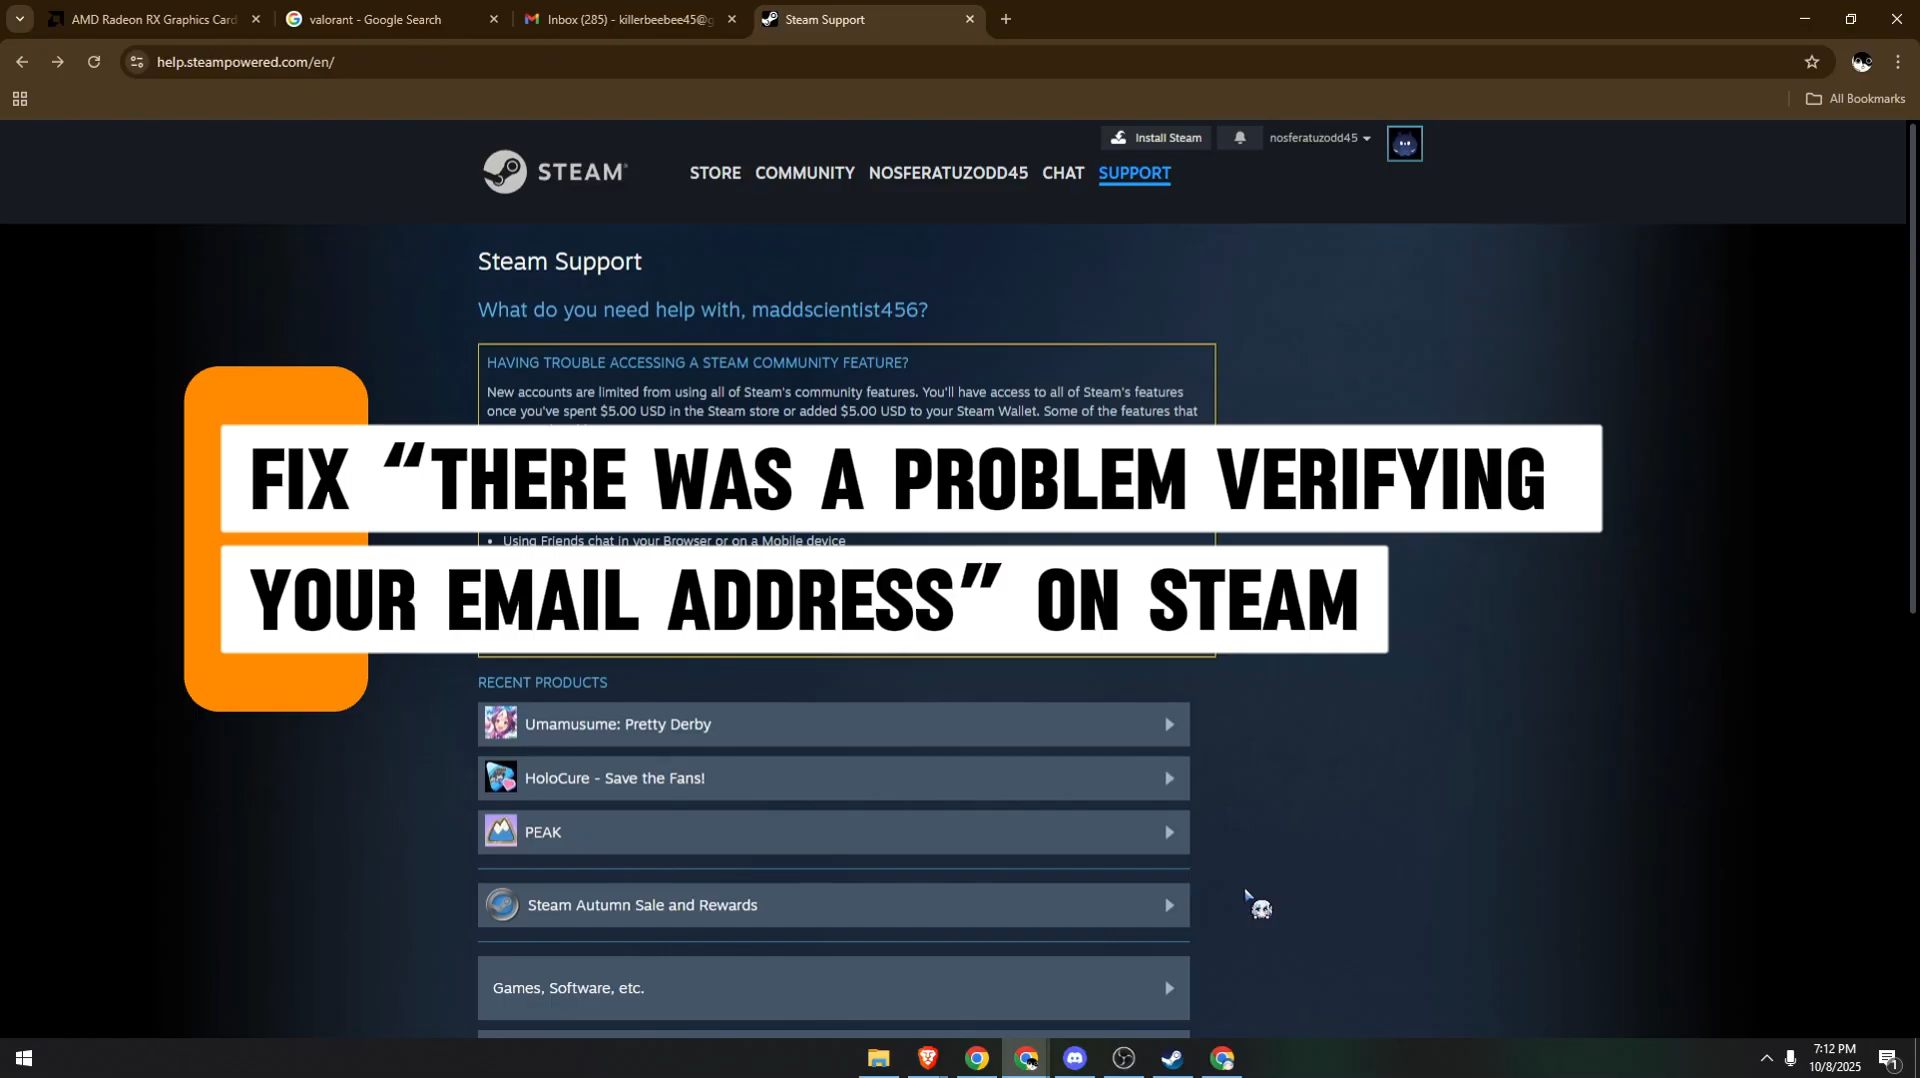 AMD Radeon RX Graphics Card
valorant - Google Search
Inbox (285) - killerbeebee45@g
Steam Support
help.steampowered.com/en/
All Bookmarks
Install Steam
nosferatuzodd45
STEAM
STORE
COMMUNITY
NOSFERATUZODD45
CHAT
SUPPORT
Steam Support
What do you need help with, maddscientist456?
HAVING TROUBLE ACCESSING A STEAM COMMUNITY FEATURE?
New accounts are limited from using all of Steam's community features. You'll have access to all of Steam's features
once you've spent $5.00 USD in the Steam store or added $5.00 USD to your Steam Wallet. Some of the features that
FIX “THERE WAS A PROBLEM VERIFYING
• Using Friends chat in your Browser or on a Mobile device
YOUR EMAIL ADDRESS” ON STEAM
RECENT PRODUCTS
Umamusume: Pretty Derby
HoloCure - Save the Fans!
PEAK
Steam Autumn Sale and Rewards
Games, Software, etc.
7:12 PM
10/8/2025
1